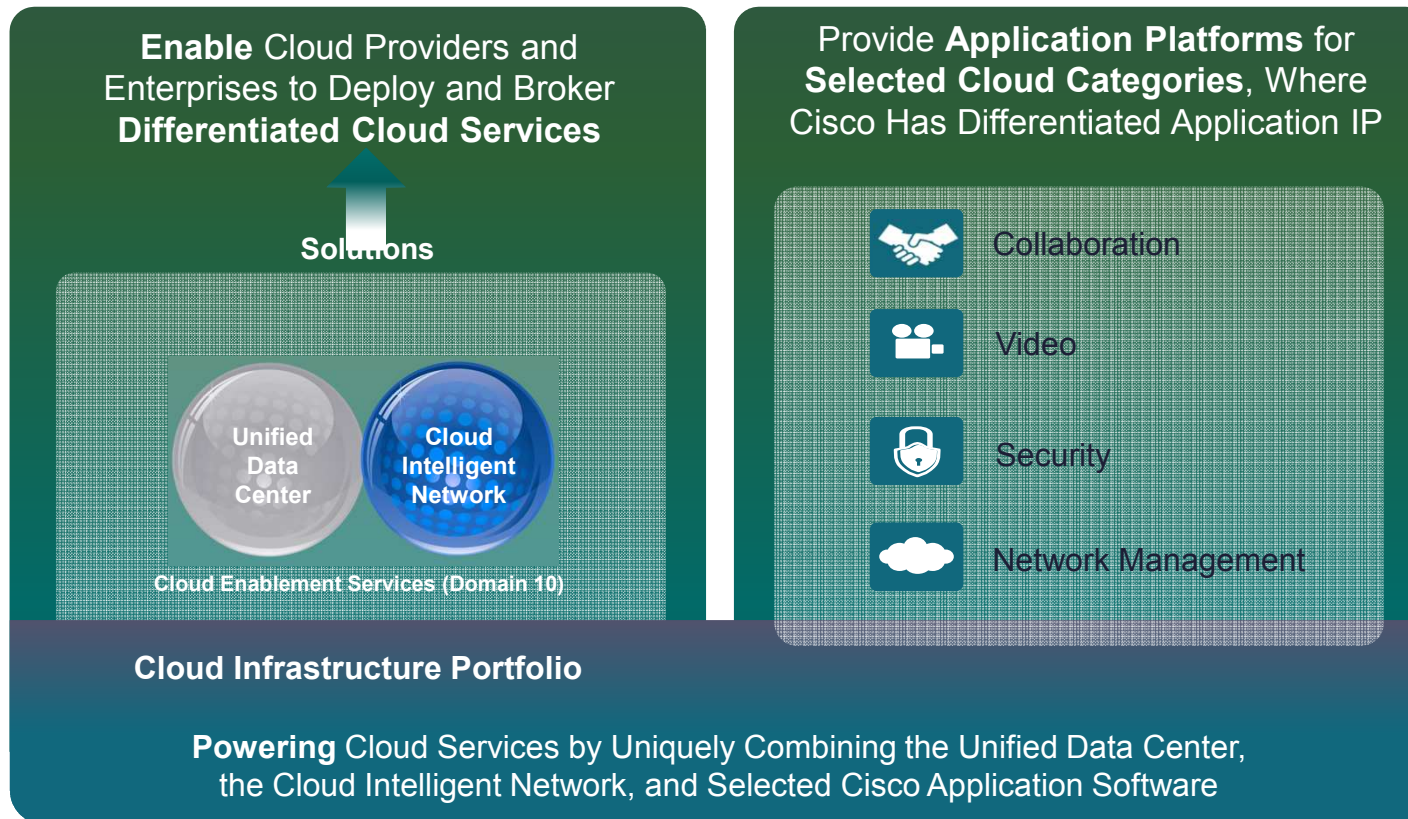 Enable Cloud Providers and
Enterprises to Deploy and Broker
Differentiated Cloud Services
Solutions
Unified
Data
Center
Cloud
Intelligent
Network
Cloud Enablement Services (Domain 10)
Provide Application Platforms for
Selected Cloud Categories, Where
Cisco Has Differentiated Application IP
Collaboration
Video
Security
Network Management
Cloud Infrastructure Portfolio
Powering Cloud Services by Uniquely Combining the Unified Data Center,
the Cloud Intelligent Network, and Selected Cisco Application Software